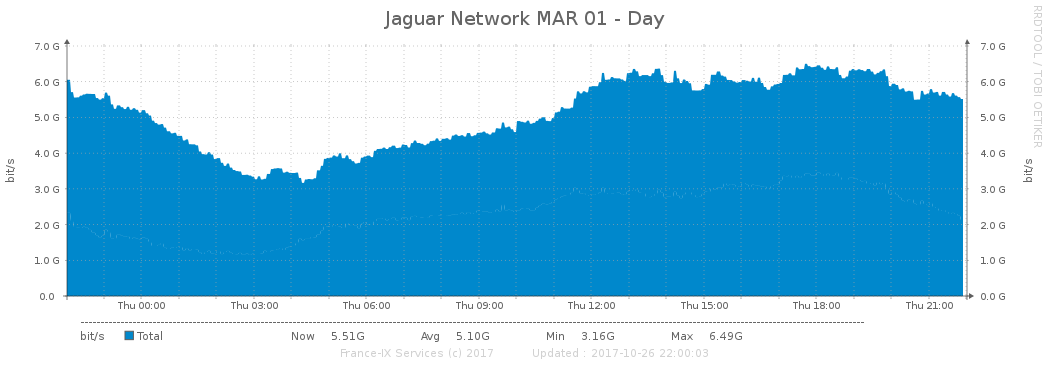 Jaguar Network MAR 01 - Day
RRDTOOL / TOBI OETIKER
7.0 G 7.0 G
6.0 G 6.0 G
5.0 G 5.0 G
4.0 G 4.0 G
3.0 G 3.0 G
2.0 G 2.0 G
1.0 G 1.0 G
0.0 0.0 G
bit/s bit/s
Thu 00:00 Thu 03:00 Thu 06:00 Thu 09:00 Thu 12:00 Thu 15:00 Thu 18:00 Thu 21:00
bit/s Total Now 5.51G Avg 5.10G Min 3.16G Max 6.49G
France-IX Services (c) 2017 Updated : 2017-10-26 22:00:03